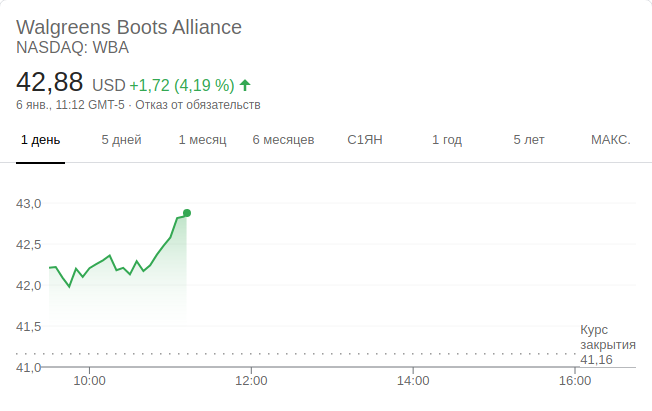 Walgreens Boots Alliance
NASDAQ: WBA
42,88 USD +1,72 (4,19 %)
6 янв., 11:12 GMT-5 · Отказ от обязательств
1 день 5 дней 1 месяц 6 месяцев С1ЯН 1 год 5 лет МАКС.
43,0
42,5
42,0
41,5
41,0
Курс
закрытия
41,16
10:00 12:00 14:00 16:00